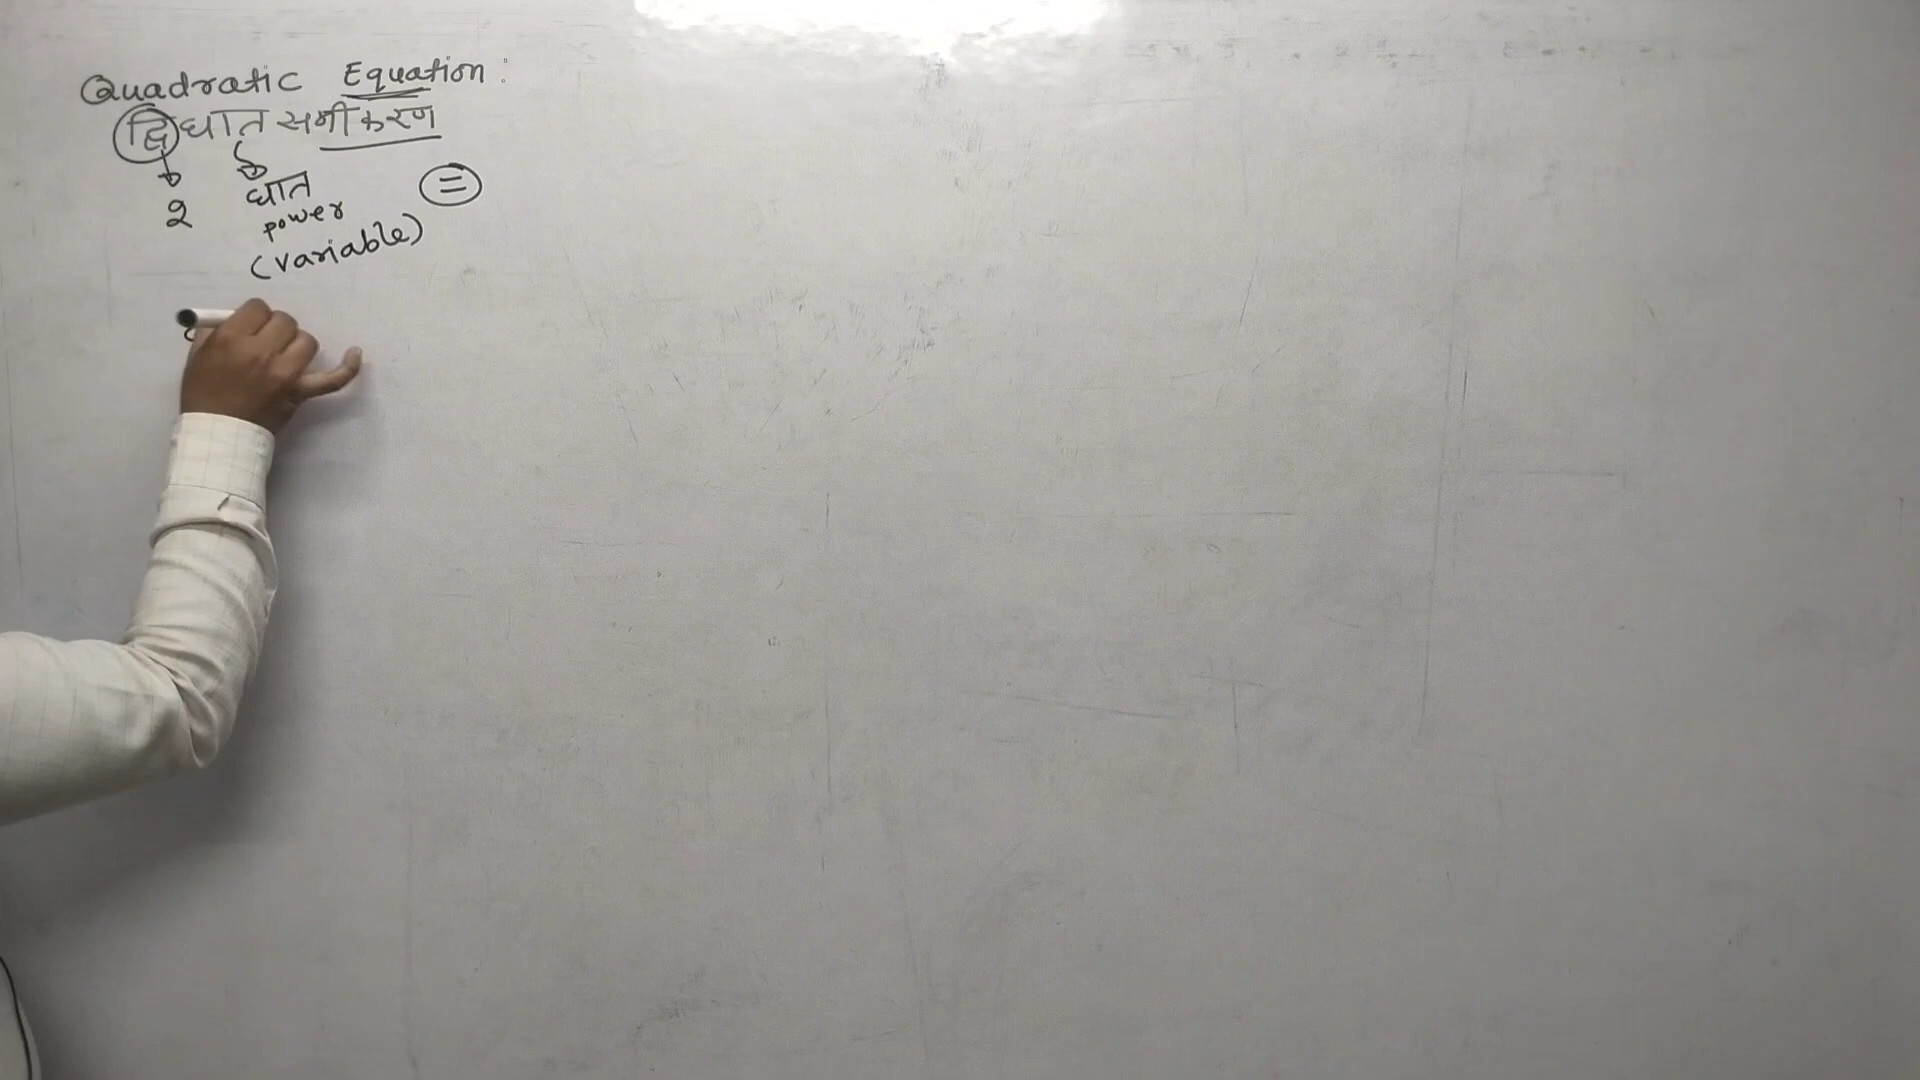 Quadratic Equation :
द्विघात समीकरण
2 घात =
power
(variable)